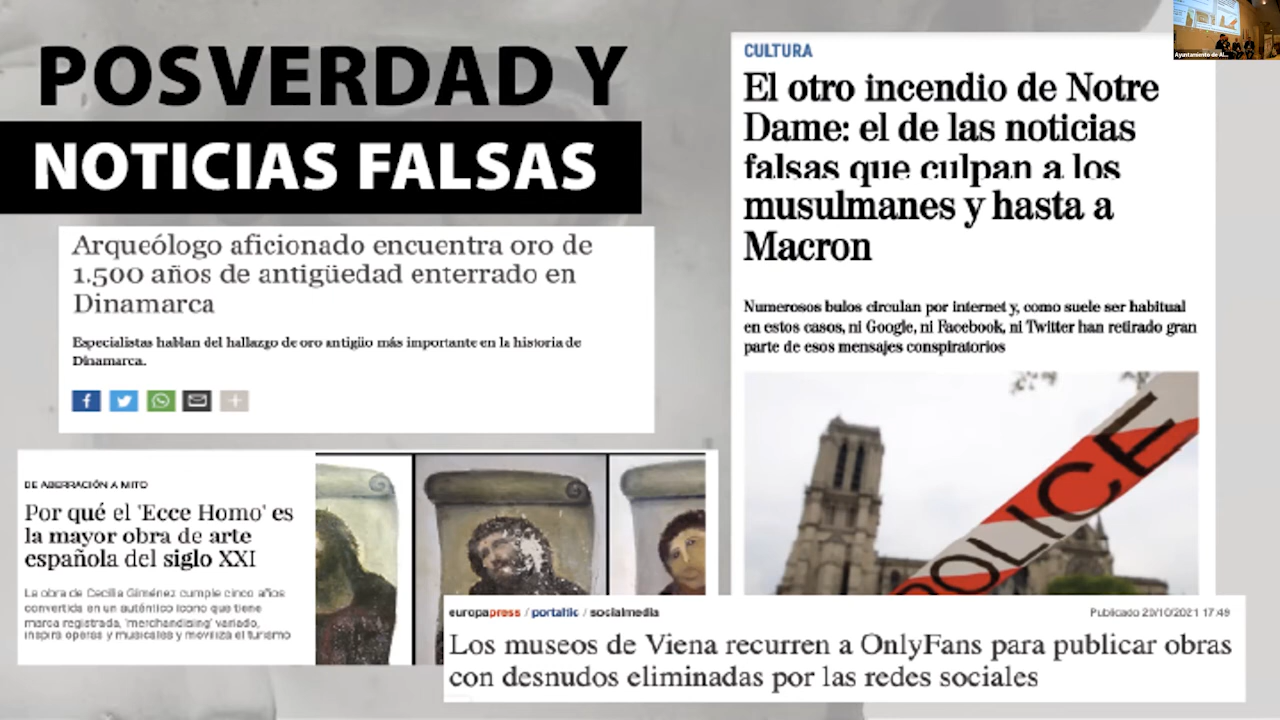 POSVERDAD Y
NOTICIAS FALSAS
Arqueólogo aficionado encuentra oro de
1.500 años de antigüedad enterrado en
Dinamarca
Especialistas hablan del hallazgo de oro antigüo más importante en la historia de
Dinamarca.
DE ABERRACIÓN A MITO
Por qué el 'Ecce Homo' es
la mayor obra de arte
española del siglo XXI
La obra de Cecilia Giménez cumple cinco años
convertida en un auténtico icono que tiene
marca registrada, 'merchandising' variado,
inspira óperas y musicales y moviliza el turismo
CULTURA
El otro incendio de Notre
Dame: el de las noticias
falsas que culpan a los
musulmanes y hasta a
Macron
Numerosos bulos circulan por internet y, como suele ser habitual
en estos casos, ni Google, ni Facebook, ni Twitter han retirado gran
parte de esos mensajes conspiratorios
POLICE
europapress / portaltic / socialmedia
Publicado 20/10/2021 17:49
Los museos de Viena recurren a OnlyFans para publicar obras
con desnudos eliminadas por las redes sociales
Ayuntamiento de Al...